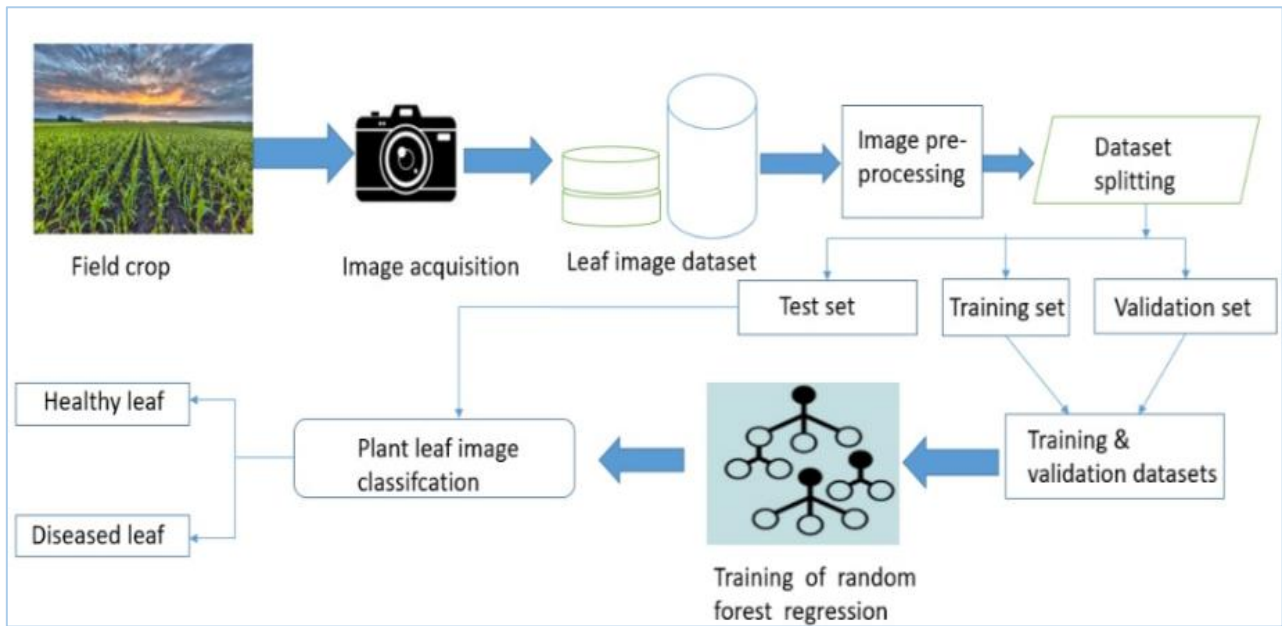 Field crop
Image acquisition
Leaf image dataset
Image pre-
processing
Dataset
splitting
Test set
Training set
Validation set
Training &
validation datasets
Training of random
forest regression
Plant leaf image
classifcation
Healthy leaf
Diseased leaf